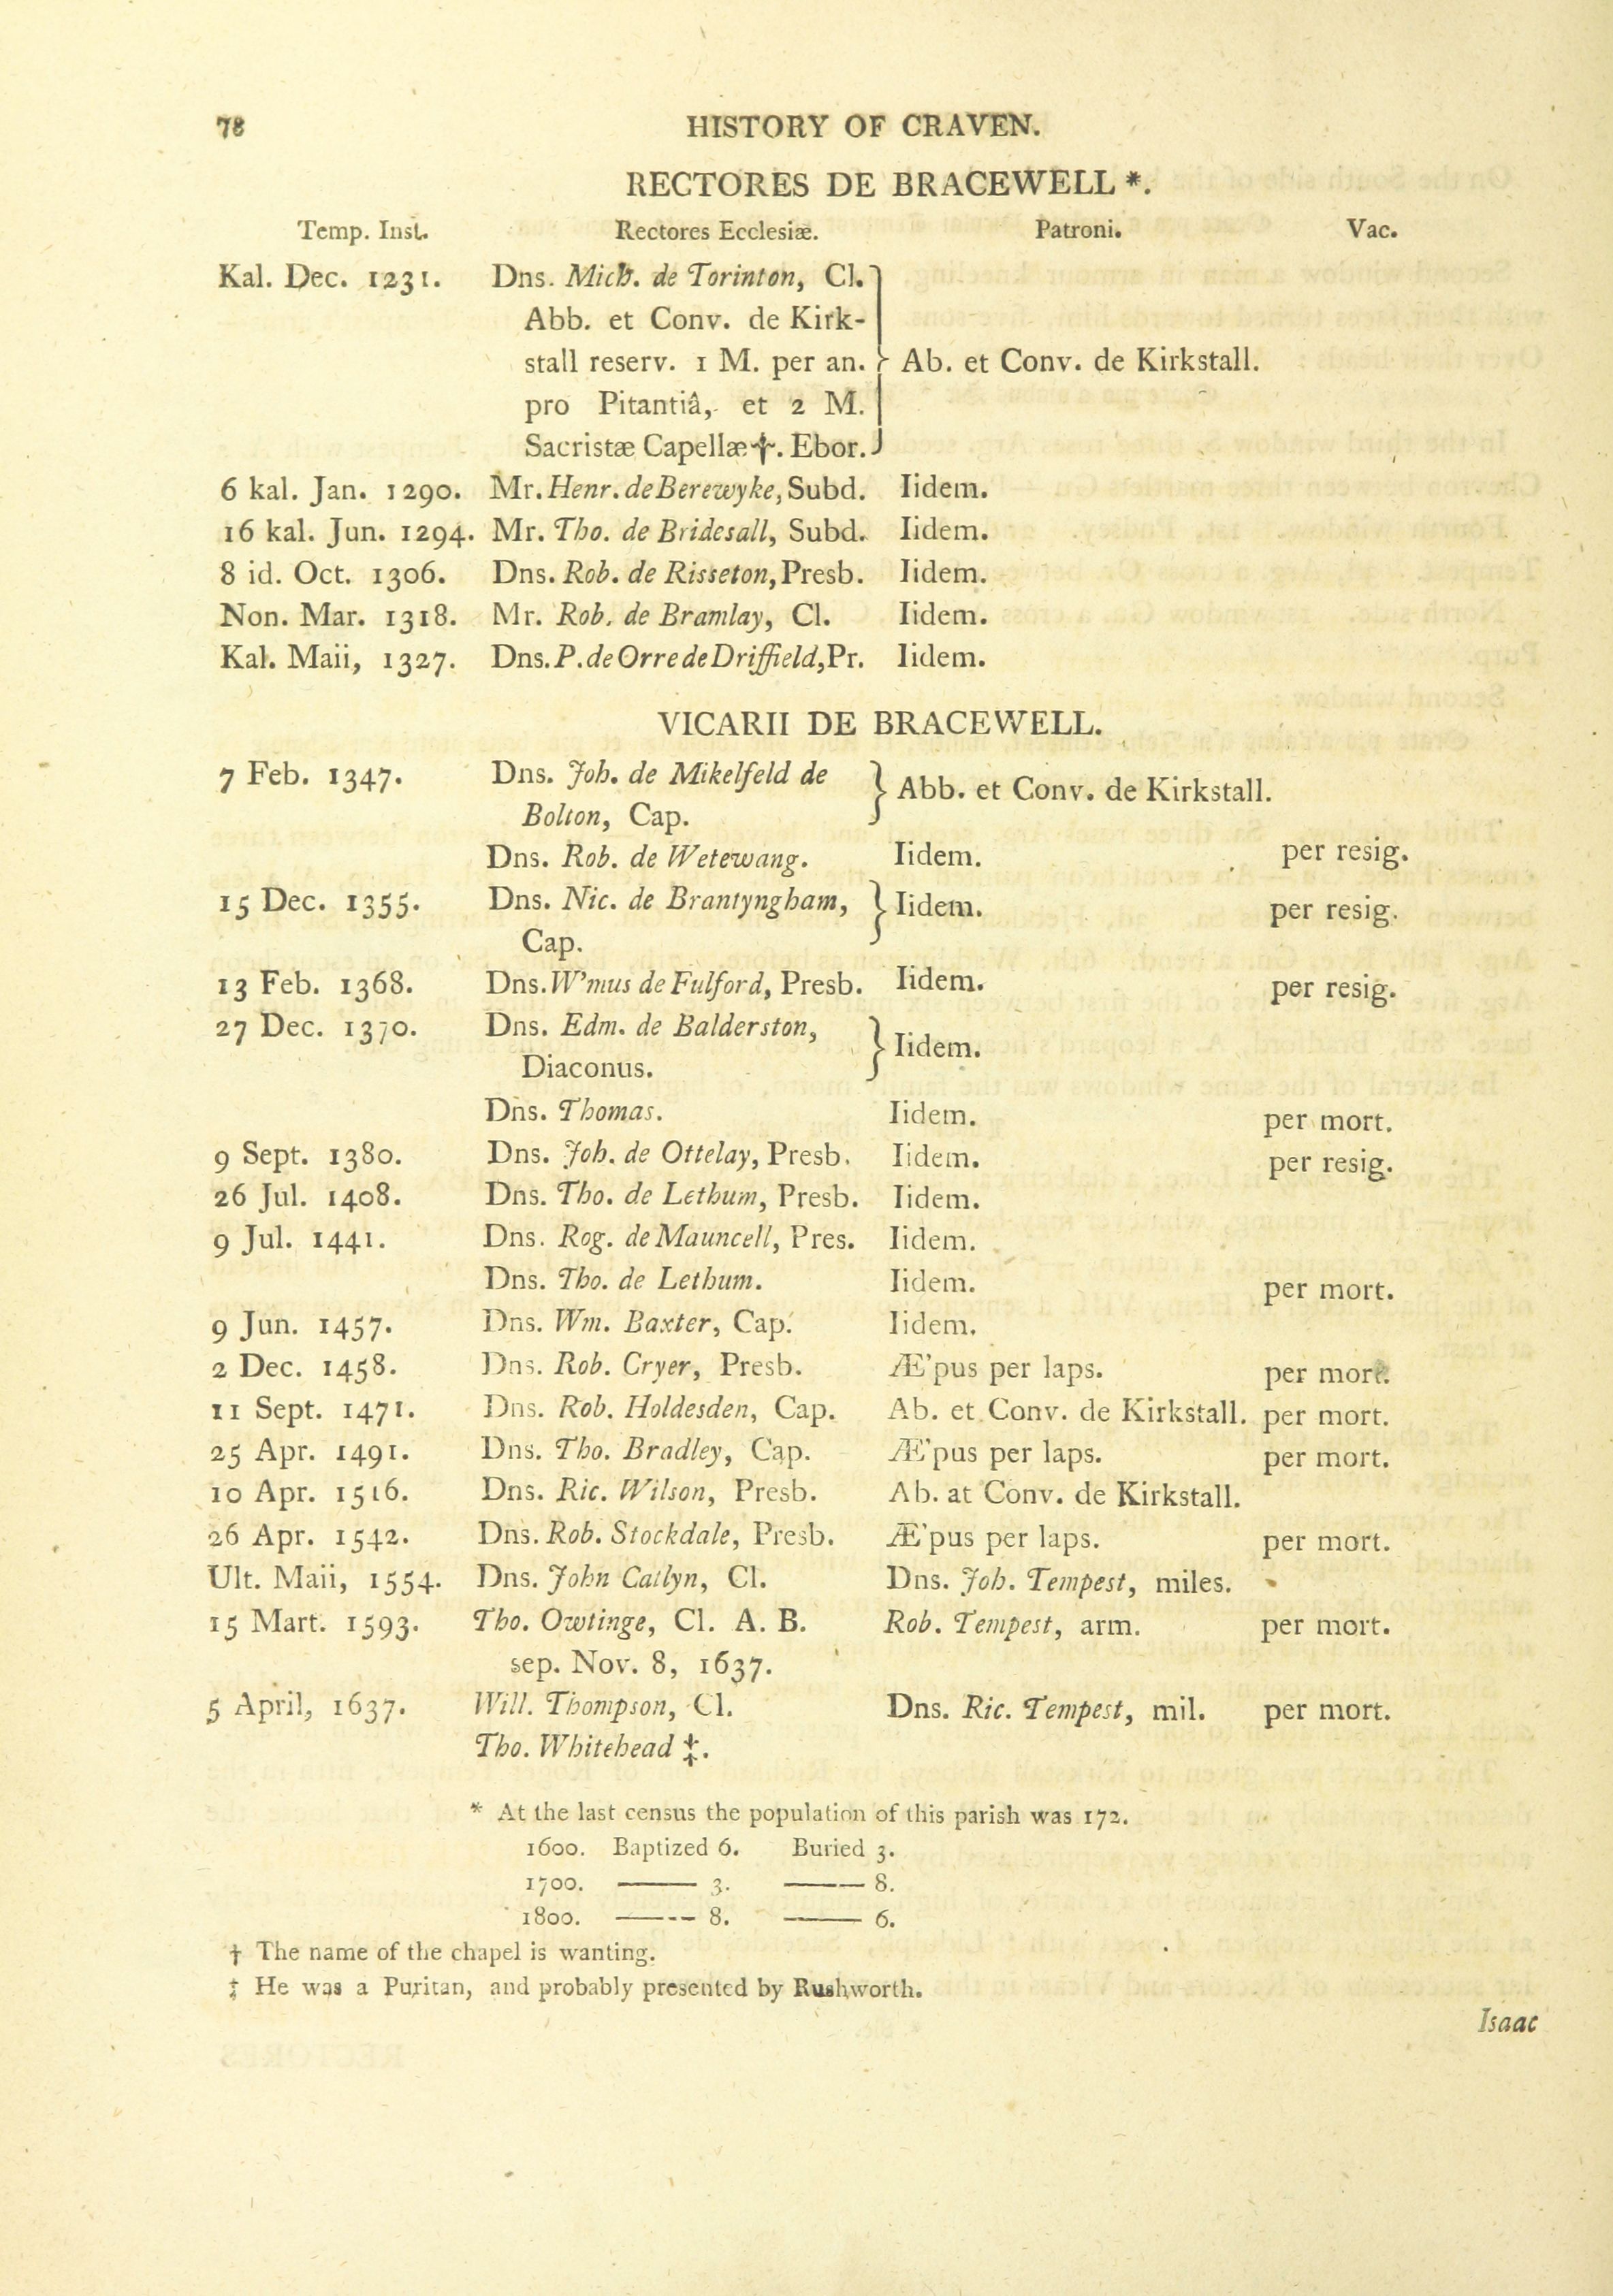 78 HISTORY OF CRAVEN.
RECTORES DE BRACEWELL *.
Temp. Inst. Rectores Ecclesiæ. Patroni. Vac.
Kal. Dec. 1231. Dns. Mich. de Torinton, Cl.
Abb. et Conv. de Kirk-
stall reserv. 1 M. per an. Ab. et Conv. de Kirkstall.
pro Pitantiâ, et 2 M.
Sacristæ Capellæ †. Ebor.
6 kal. Jan. 1290. Mr. Henr. de Berewyke, Subd. Iidem.
16 kal. Jun. 1294. Mr. Tho. de Bridesall, Subd. Iidem.
8 id. Oct. 1306. Dns. Rob. de Risseton, Presb. Iidem.
Non. Mar. 1318. Mr. Rob. de Bramlay, Cl. Iidem.
Kal. Maii, 1327. Dns. P. de Orre de Driffield, Pr. Iidem.
VICARII DE BRACEWELL.
7 Feb. 1347. Dns. Joh. de Mikelfeld de
Bolton, Cap. Abb. et Conv. de Kirkstall.
Dns. Rob. de Wetewang. Iidem. per resig.
15 Dec. 1355. Dns. Nic. de Brantyngham, Iidem. per resig.
Cap.
13 Feb. 1368. Dns. W'mus de Fulford, Presb. Iidem. per resig.
27 Dec. 1370. Dns. Edm. de Balderston, Iidem.
Diaconus.
Dns. Thomas. Iidem. per mort.
9 Sept. 1380. Dns. Joh. de Ottelay, Presb. Iidem. per resig.
26 Jul. 1408. Dns. Tho. de Lethum, Presb. Iidem.
9 Jul. 1441. Dns. Rog. de Mauncell, Pres. Iidem.
Dns. Tho. de Lethum. Iidem. per mort.
9 Jun. 1457. Dns. Wm. Baxter, Cap. Iidem.
2 Dec. 1458. Dns. Rob. Cryer, Presb. Æ'pus per laps. per mort.
11 Sept. 1471. Dns. Rob. Holdesden, Cap. Ab. et Conv. de Kirkstall. per mort.
25 Apr. 1491. Dns. Tho. Bradley, Cap. Æ'pus per laps. per mort.
10 Apr. 1516. Dns. Ric. Wilson, Presb. Ab. at Conv. de Kirkstall.
26 Apr. 1542. Dns. Rob. Stockdale, Presb. Æ'pus per laps. per mort.
Ult. Maii, 1554. Dns. John Catlyn, Cl. Dns. Joh. Tempest, miles.
15 Mart. 1593. Tho. Owtinge, Cl. A. B. Rob. Tempest, arm. per mort.
sep. Nov. 8, 1637.
5 April, 1637. Will. Thompson, Cl. Dns. Ric. Tempest, mil. per mort.
Tho. Whitehead ‡.
* At the last census the population of this parish was 172.
1600. Baptized 6. Buried 3.
1700. —— 3. —— 8.
1800. —— 8. —— 6.
† The name of the chapel is wanting.
‡ He was a Puritan, and probably presented by Rushworth.
Isaac